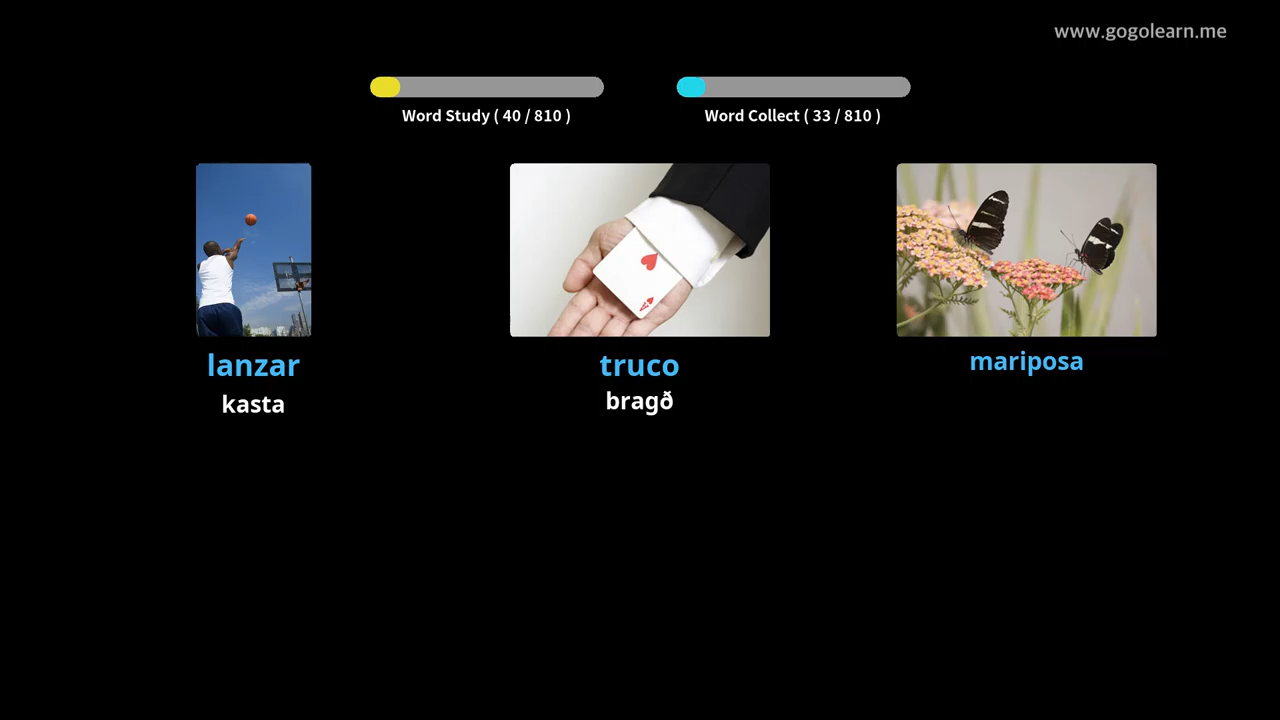 www.gogolearn.me
Word Study ( 40 / 810 )
Word Collect ( 33 / 810 )
lanzar
kasta
truco
bragð
mariposa